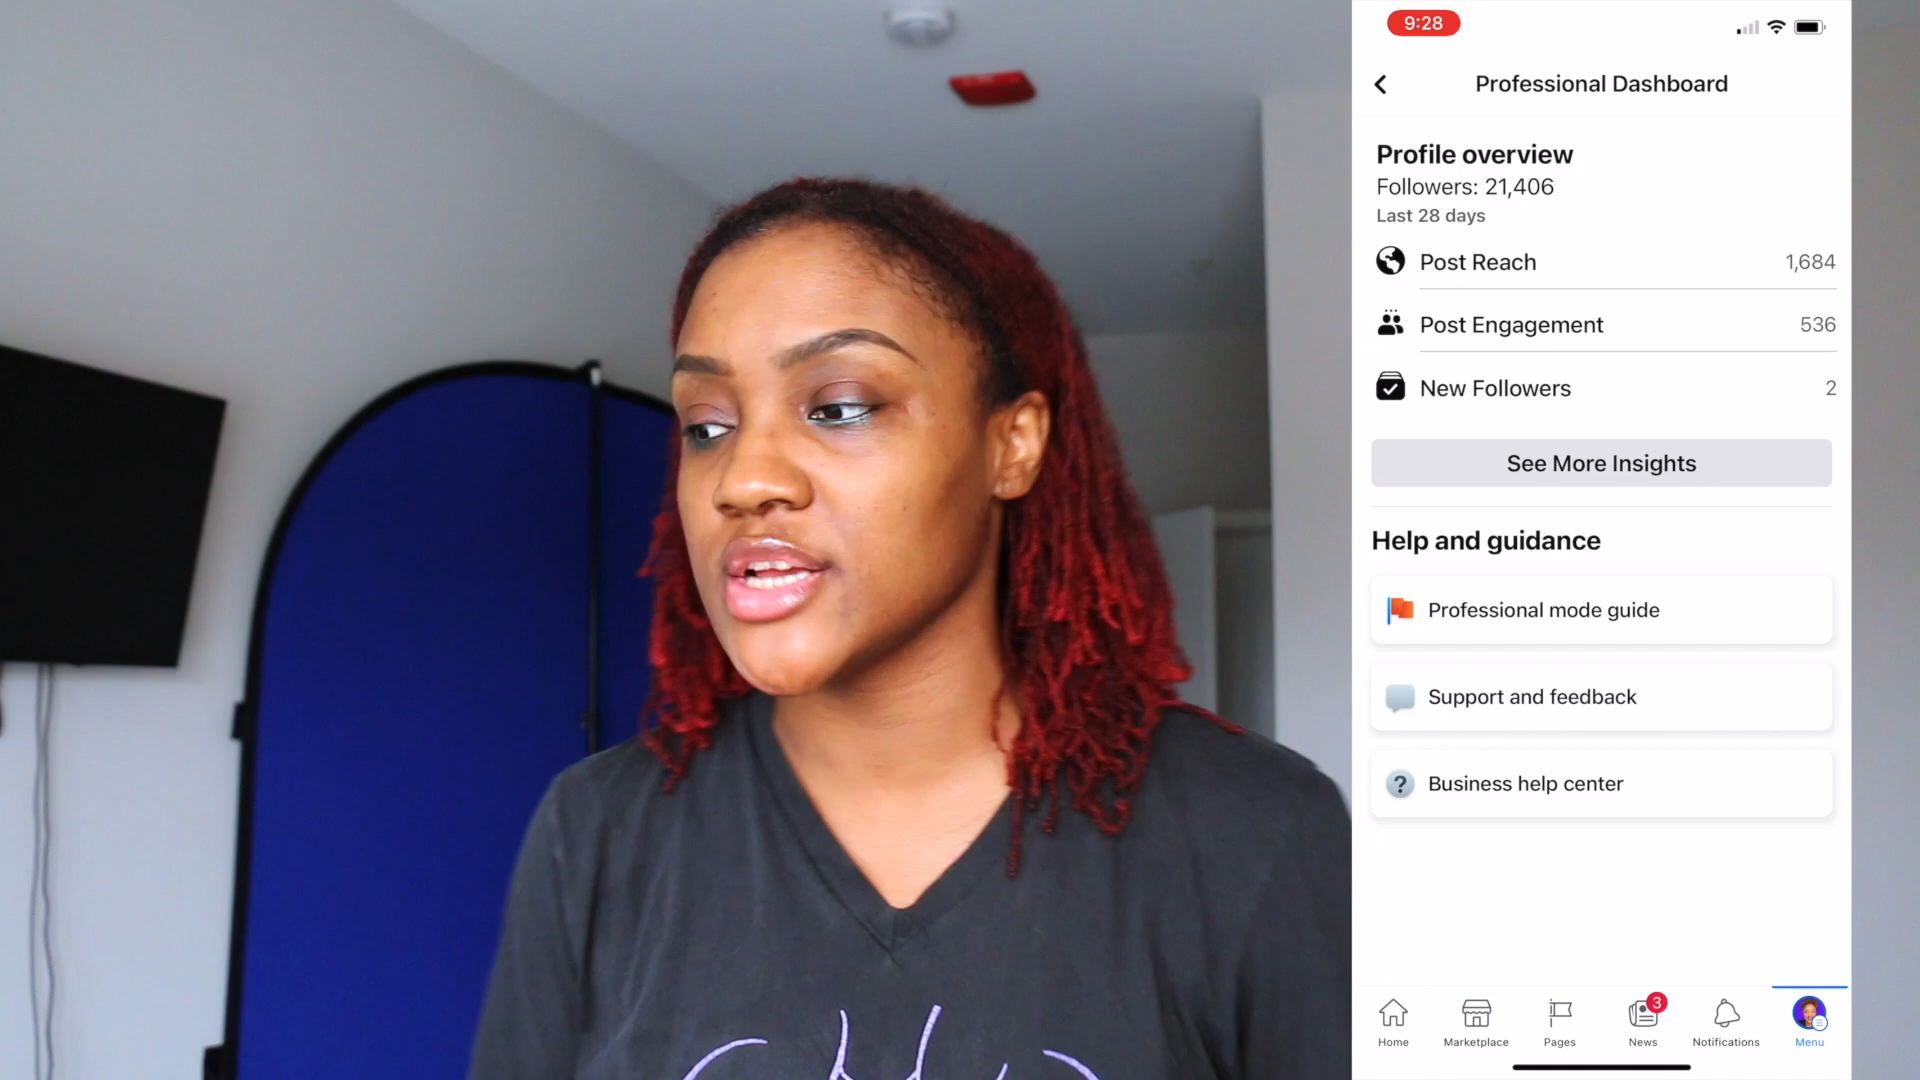 9:28
Professional Dashboard
Profile overview
Followers: 21,406
Last 28 days
Post Reach 1,684
Post Engagement 536
New Followers 2
See More Insights
Help and guidance
Professional mode guide
Support and feedback
? Business help center
3
Home Marketplace Pages News Notifications Menu